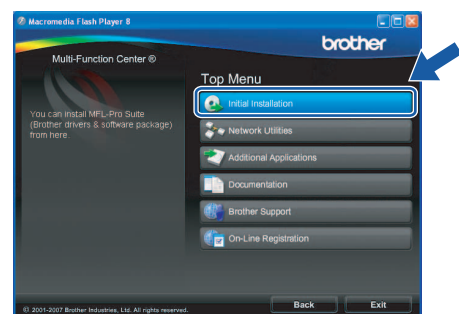 Macromedia Flash Player 8
brother
Multi-Function Center ®
Top Menu
Initial Installation
You can install MFL-Pro Suite
(Brother drivers & software package)
from here
Network Utilities
Additional Applications
Documentation
Brother Support
On-Line Registration
Back
Exit
© 2001-2007 Brother Industries, Ltd. All rights reserved.